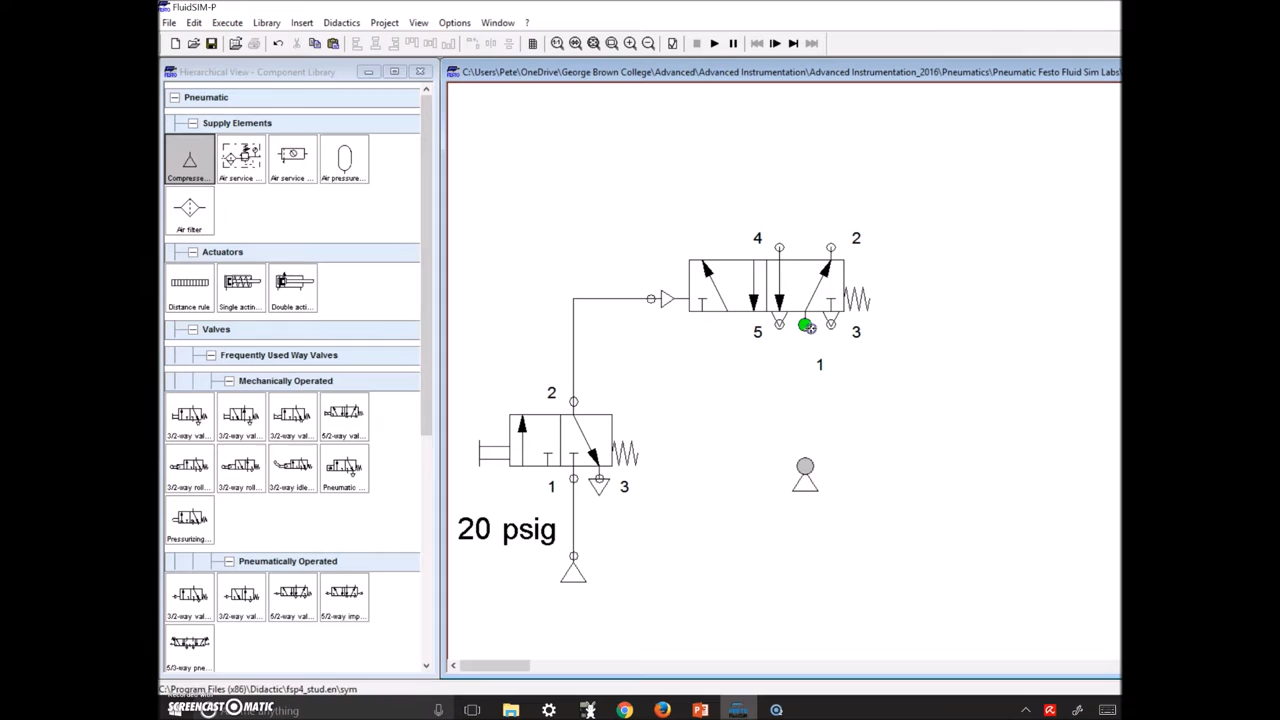 FluidSIM-P
File Edit Execute Library Insert Didactics Project View Options Window ?
Hierarchical View - Component Library
C:\Users\Pete\OneDrive\George Brown College\Advanced\Advanced Instrumentation\Advanced Instrumentation_2016\Pneumatics\Pneumatic Festo Fluid Sim Labs\
Pneumatic
Supply Elements
Compresse... Air service ... Air service ... Air pressure...
Air filter
Actuators
Distance rule Single actin... Double acti...
Valves
Frequently Used Way Valves
Mechanically Operated
3/2-way val... 3/2-way val... 3/2-way val... 5/2-way val...
3/2-way roll... 3/2-way roll... 3/2-way idle... Pneumatic ...
Pressurizing...
Pneumatically Operated
3/2-way val... 3/2-way val... 5/2-way val... 5/2-way imp...
5/3-way pne...
4 2
5 3
1
2
1 3
20 psig
C:\Program Files (x86)\Didactic\fsp4_stud.en\sym
RECORDED WITH
SCREENCAST MATIC
anything